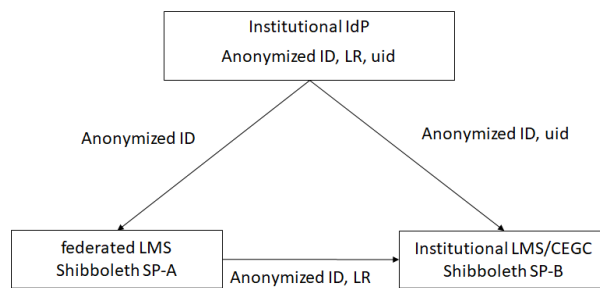 Institutional IdP
Anonymized ID, LR, uid
Anonymized ID
Anonymized ID, uid
federated LMS
Shibboleth SP-A
Anonymized ID, LR
Institutional LMS/CEGC
Shibboleth SP-B